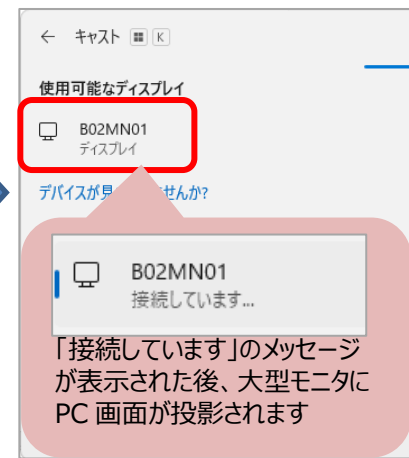 ← キャスト ⊞ K
使用可能なディスプレイ
B02MN01
ディスプレイ
デバイスが見 せんか?
B02MN01
接続しています...
「接続しています」のメッセージ
が表示された後、大型モニタに
PC 画面が投影されます